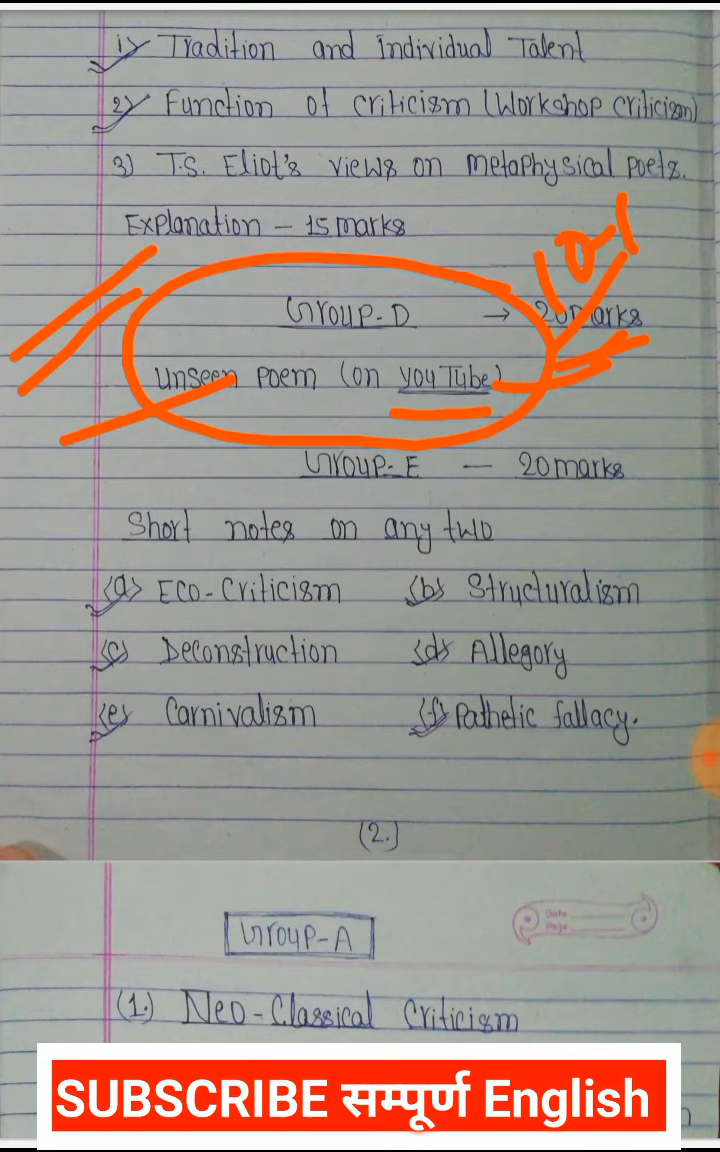 1) Tradition and individual Talent
2) Function of criticism (Workshop criticism)
3) T.S. Eliot's views on metaphysical poets.
Explanation – 15 marks
Group-D → 20 marks
Unseen poem (on YouTube)
Group-E – 20 marks
Short notes on any two
(a) Eco-Criticism (b) Structuralism
(c) Deconstruction (d) Allegory
(e) Carnivalism (f) Pathetic fallacy.
(2.)
Group-A
Date
Page
(1.) Neo-Classical Criticism
SUBSCRIBE सम्पूर्ण English